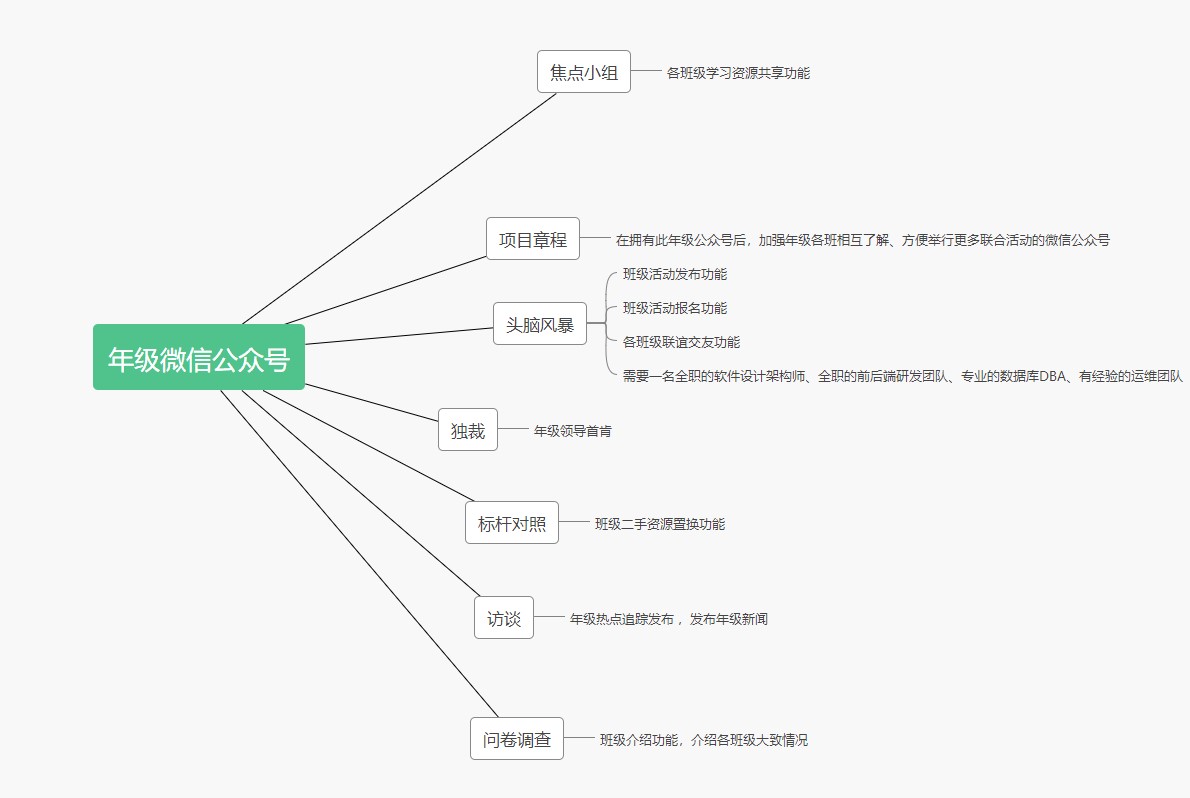 焦点小组
各班级学习资源共享功能
项目章程
在拥有此年级公众号后，加强年级各班相互了解、方便举行更多联合活动的微信公众号
班级活动发布功能
班级活动报名功能
头脑风暴
各班级联谊交友功能
需要一名全职的软件设计架构师、全职的前后端研发团队、专业的数据库DBA、有经验的运维团队
年级微信公众号
独裁
年级领导首肯
标杆对照
班级二手资源置换功能
访谈
年级热点追踪发布 ，发布年级新闻
问卷调查
班级介绍功能，介绍各班级大致情况